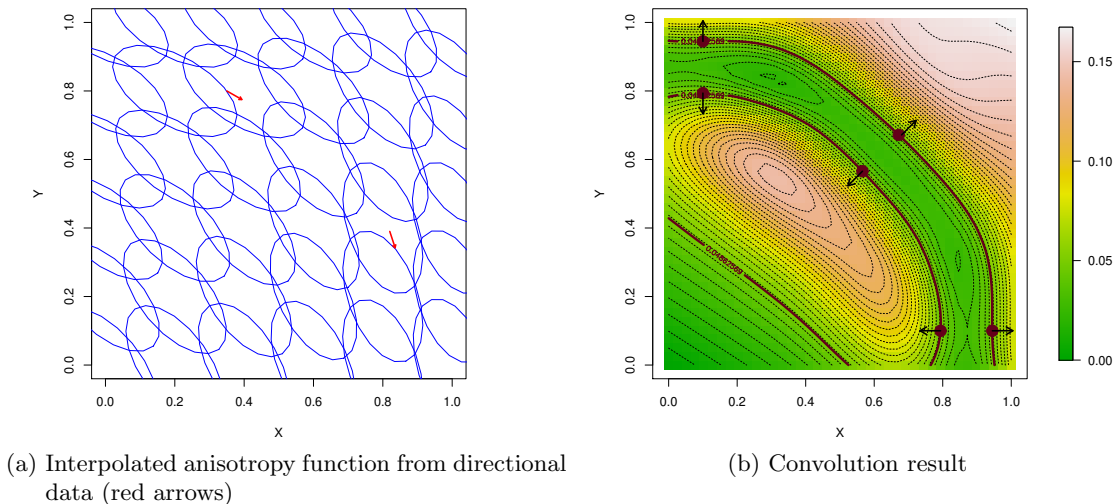 1.0
0.8
0.6
0.4
0.2
0.0
Y
0.0 0.2 0.4 0.6 0.8 1.0
X
(a) Interpolated anisotropy function from directional
data (red arrows)
1.0
0.8
0.6
0.4
0.2
0.0
Y
0.04862589
0.0 0.2 0.4 0.6 0.8 1.0
X
0.15
0.10
0.05
0.00
(b) Convolution result